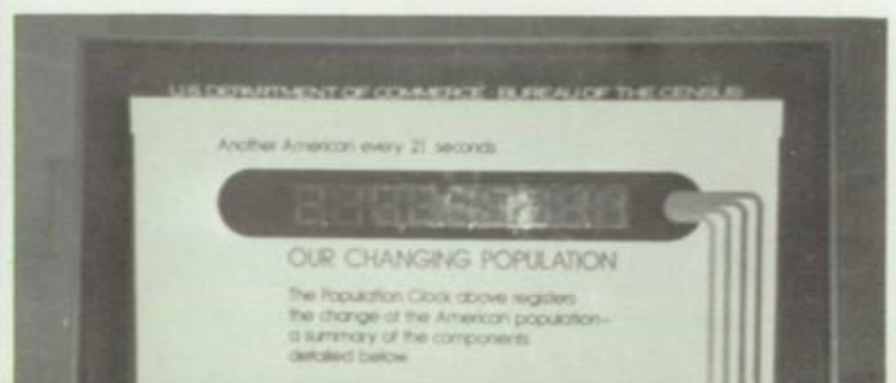 U.S. DEPARTMENT OF COMMERCE · BUREAU OF THE CENSUS
Another American every 21 seconds
OUR CHANGING POPULATION
The Population Clock above registers
the change of the American population–
a summary of the components
detailed below.